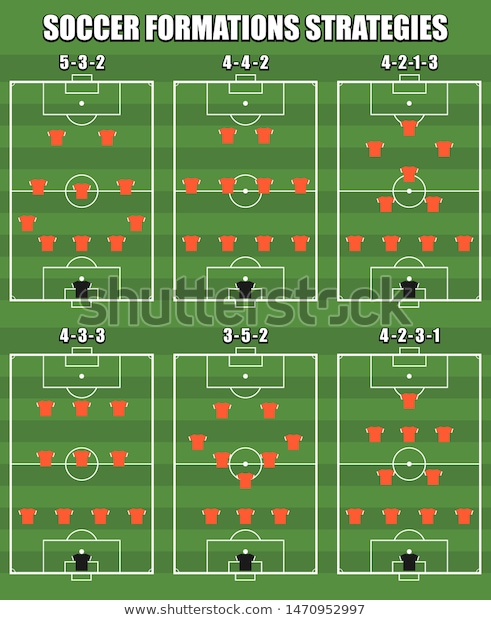 SOCCER FORMATIONS STRATEGIES
5-3-2 4-4-2 4-2-1-3
shutterstock
4-3-3 3-5-2 4-2-3-1
www.shutterstock.com · 1470952997